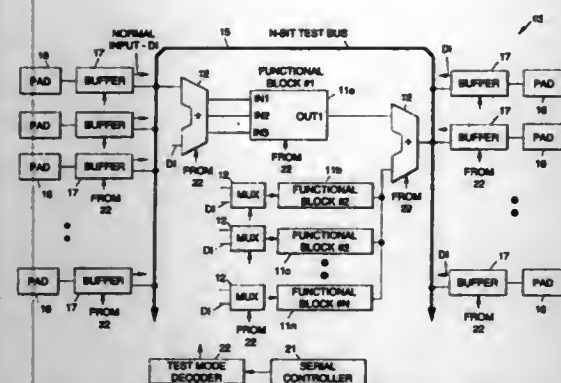 NORMAL INPUT - DI
15
N-BIT TEST BUS
16
17
PAD
BUFFER
PAD
BUFFER
PAD
BUFFER
16
17
FROM 22
PAD
BUFFER
16
17
FROM 22
12
DI
FROM 22
FUNCTIONAL BLOCK #1
11a
IN1
IN2
IN3
OUT1
FROM 22
12
FROM 22
12
MUX
DI
11b
FUNCTIONAL BLOCK #2
12
MUX
DI
FUNCTIONAL BLOCK #3
11c
12
MUX
DI
FROM 22
FUNCTIONAL BLOCK #N
11n
DI
17
BUFFER
PAD
16
17
BUFFER
PAD
FROM 22
16
DI
17
BUFFER
PAD
FROM 22
16
22
TEST MODE DECODER
21
SERIAL CONTROLLER